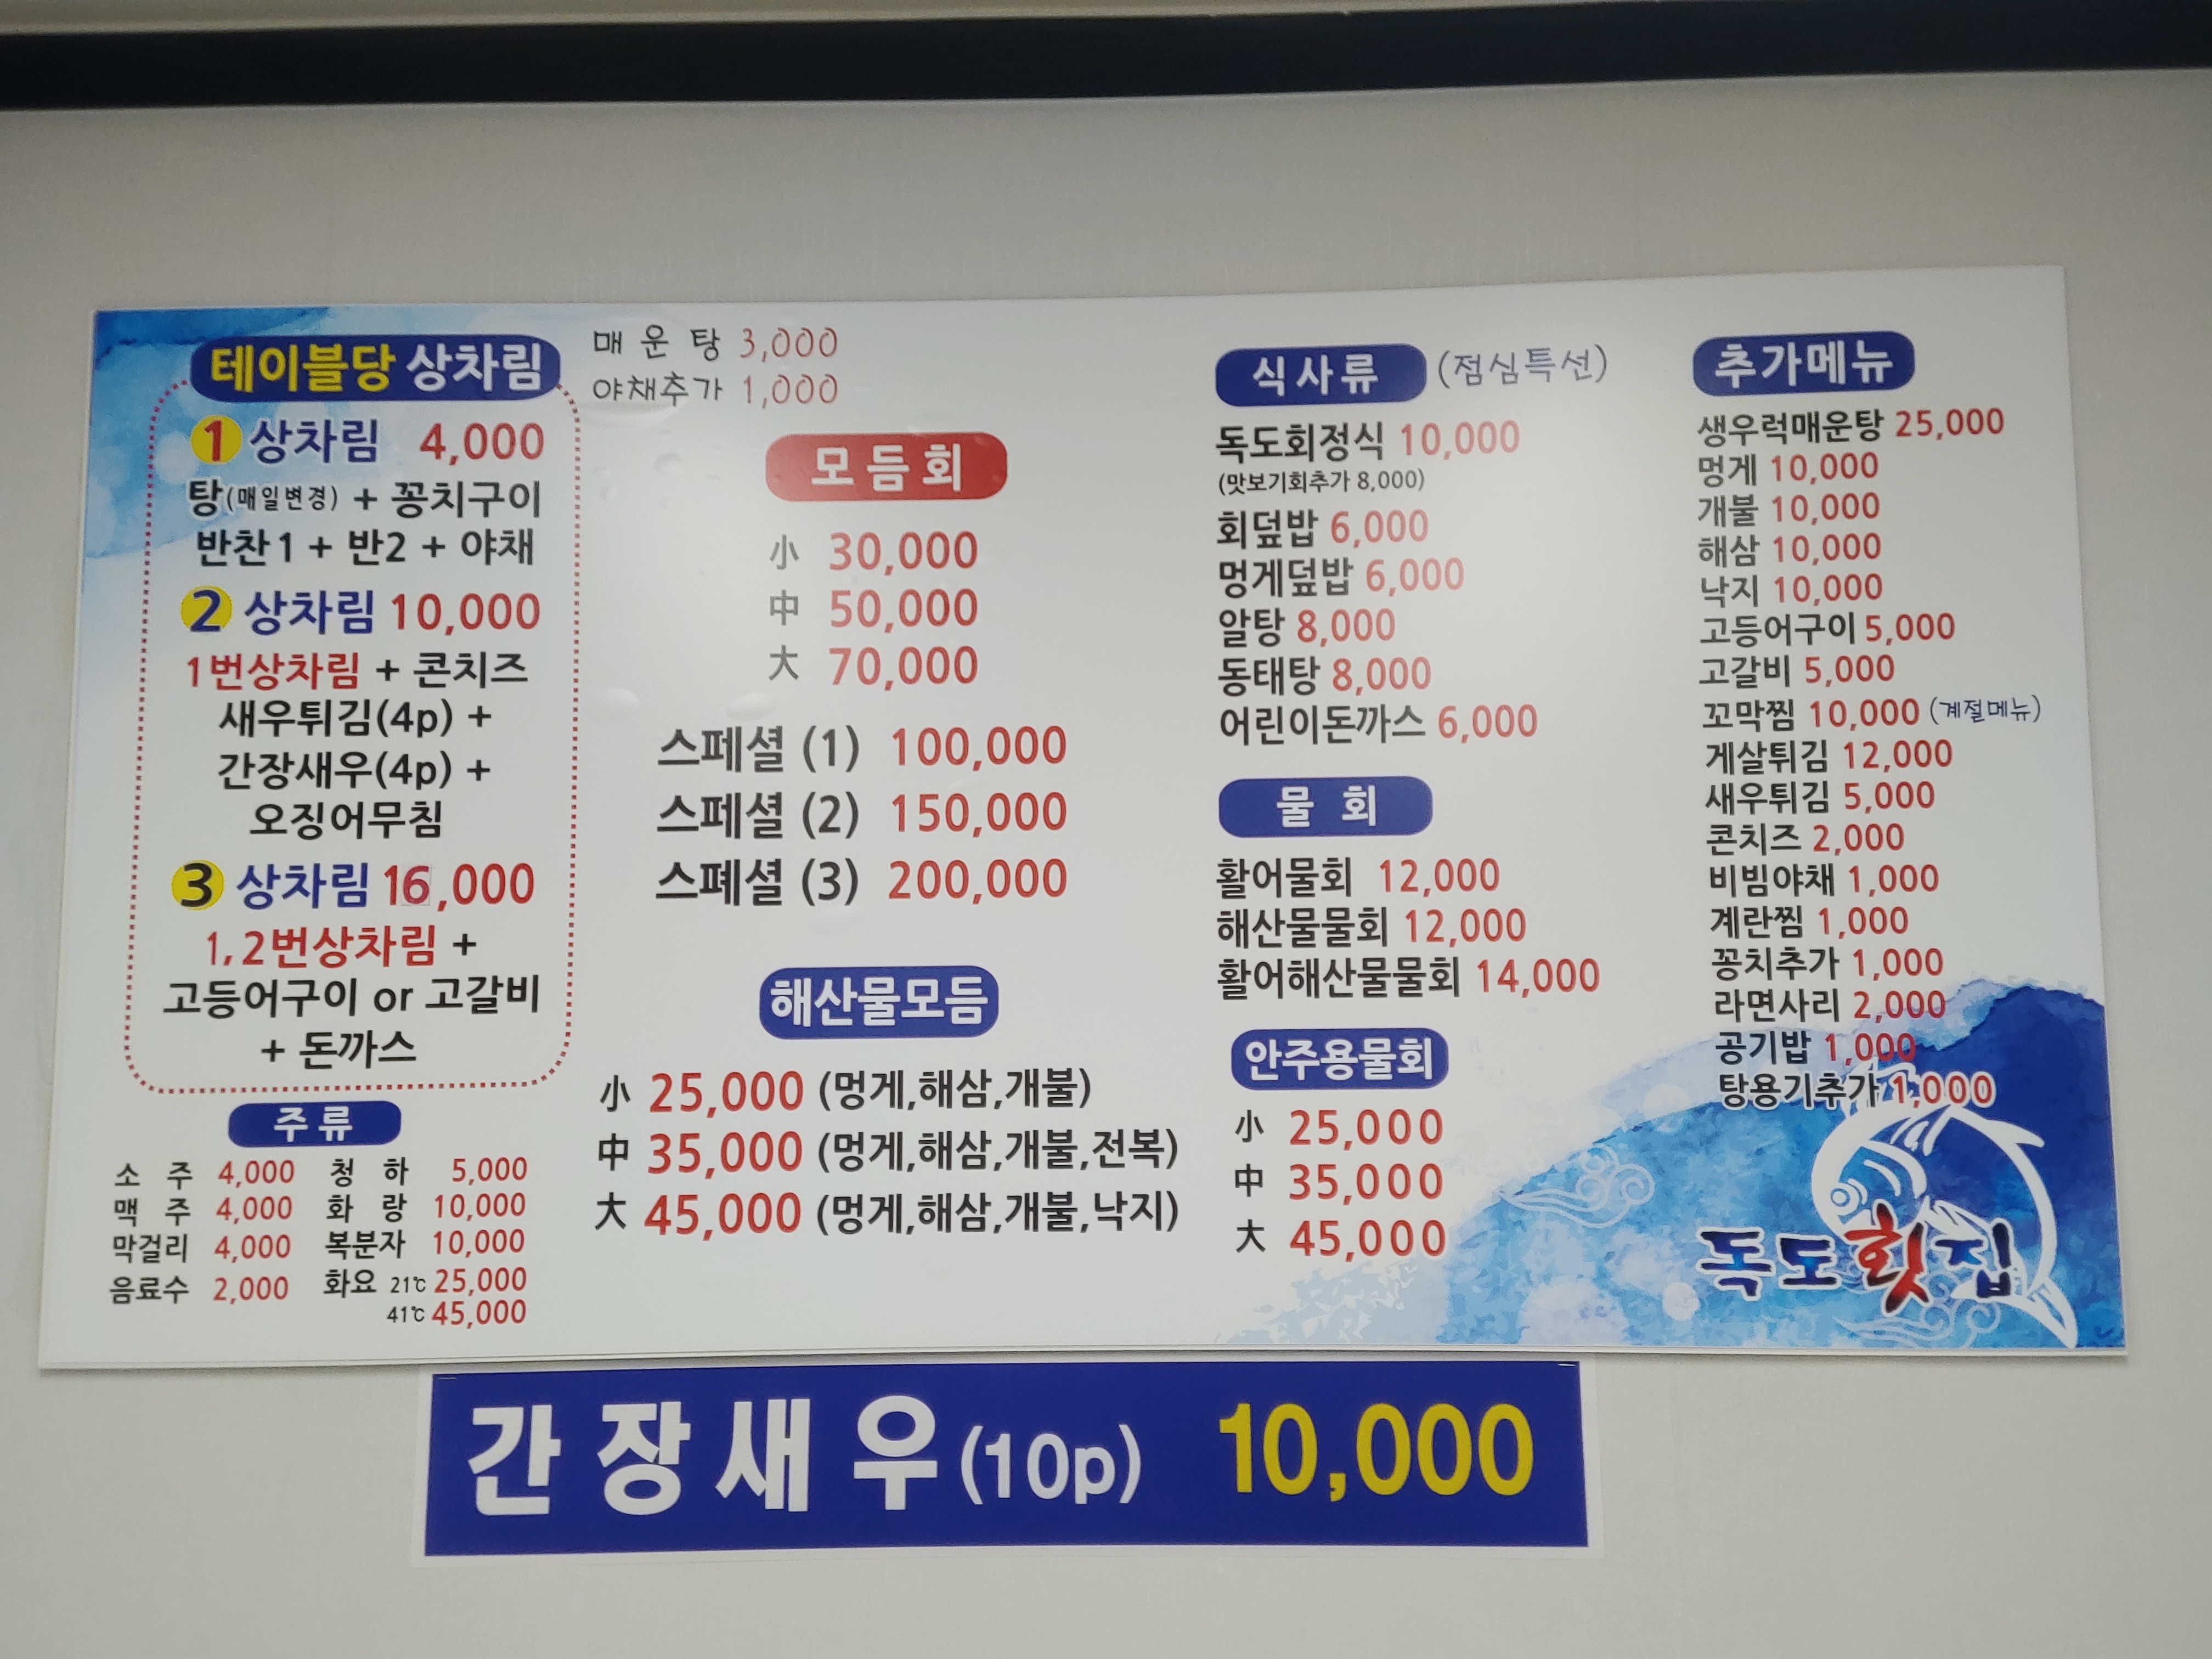 테이블당 상차림
1 상차림 4,000
탕(매일변경) + 꽁치구이
반찬1 + 반2 + 야채
2 상차림 10,000
1번상차림 + 콘치즈
새우튀김(4p) +
간장새우(4p) +
오징어무침
3 상차림 16,000
1,2번상차림 +
고등어구이 or 고갈비
+ 돈까스
주류
소 주 4,000 청 하 5,000
맥 주 4,000 화 랑 10,000
막걸리 4,000 복분자 10,000
음료수 2,000 화요 21℃ 25,000
41℃ 45,000
매 운 탕 3,000
야채추가 1,000
모듬회
小 30,000
中 50,000
大 70,000
스페셜 (1) 100,000
스페셜 (2) 150,000
스폐셜 (3) 200,000
해산물모듬
小 25,000 (멍게,해삼,개불)
中 35,000 (멍게,해삼,개불,전복)
大 45,000 (멍게,해삼,개불,낙지)
식사류 (점심특선)
독도회정식 10,000
(맛보기회추가 8,000)
회덮밥 6,000
멍게덮밥 6,000
알탕 8,000
동태탕 8,000
어린이돈까스 6,000
물 회
활어물회 12,000
해산물물회 12,000
활어해산물물회 14,000
안주용물회
小 25,000
中 35,000
大 45,000
추가메뉴
생우럭매운탕 25,000
멍게 10,000
개불 10,000
해삼 10,000
낙지 10,000
고등어구이 5,000
고갈비 5,000
꼬막찜 10,000 (계절메뉴)
게살튀김 12,000
새우튀김 5,000
콘치즈 2,000
비빔야채 1,000
계란찜 1,000
꽁치추가 1,000
라면사리 2,000
공기밥 1,000
탕용기추가 1,000
독도횟집
간장새우(10p) 10,000